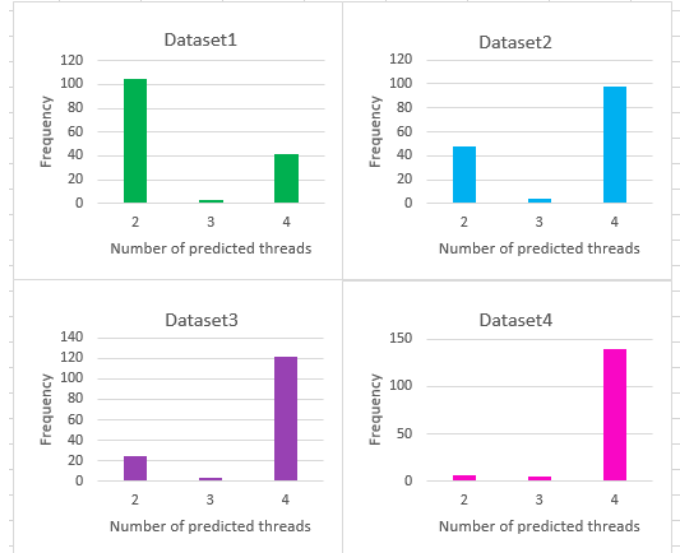 Dataset1
120
100
80
60
40
20
0
Frequency
2 3 4
Number of predicted threads
Dataset2
120
100
80
60
40
20
0
Frequency
2 3 4
Number of predicted threads
Dataset3
140
120
100
80
60
40
20
0
Frequency
2 3 4
Number of predicted threads
Dataset4
150
100
50
0
Frequency
2 3 4
Number of predicted threads